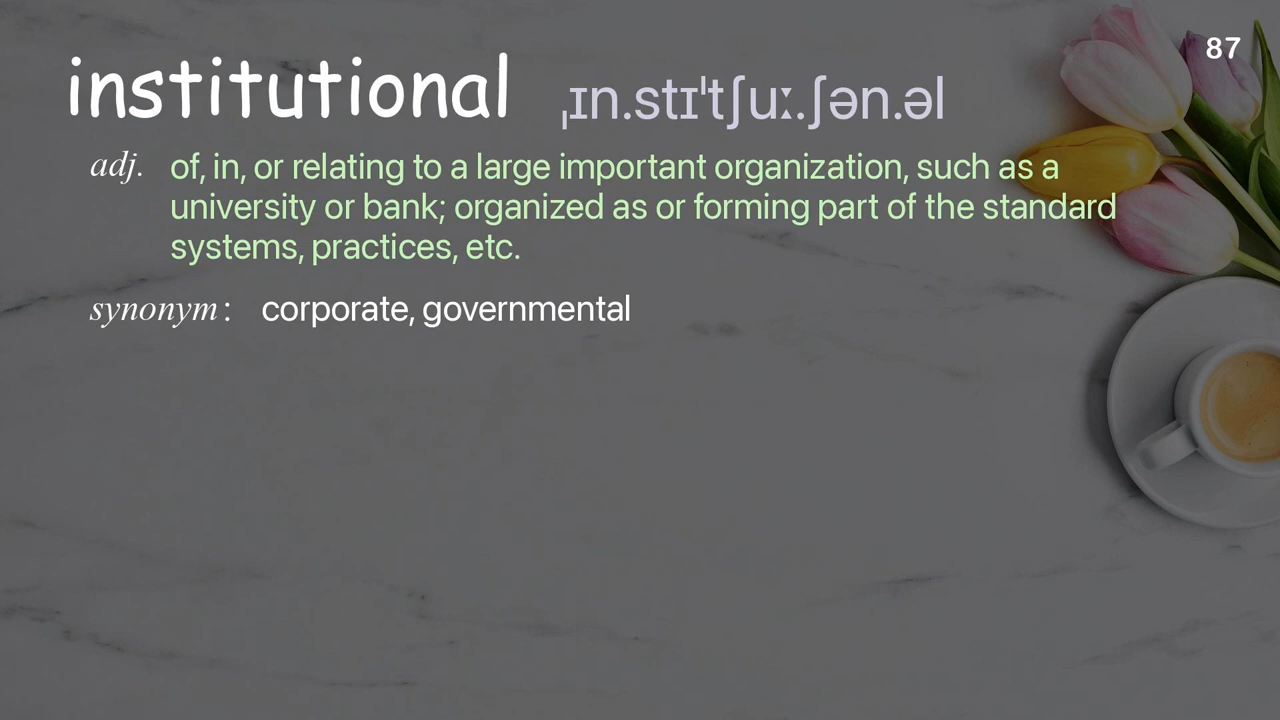 87
institutional ˌɪn.stɪˈtʃuː.ʃən.əl
adj. of, in, or relating to a large important organization, such as a
university or bank; organized as or forming part of the standard
systems, practices, etc.
synonym: corporate, governmental